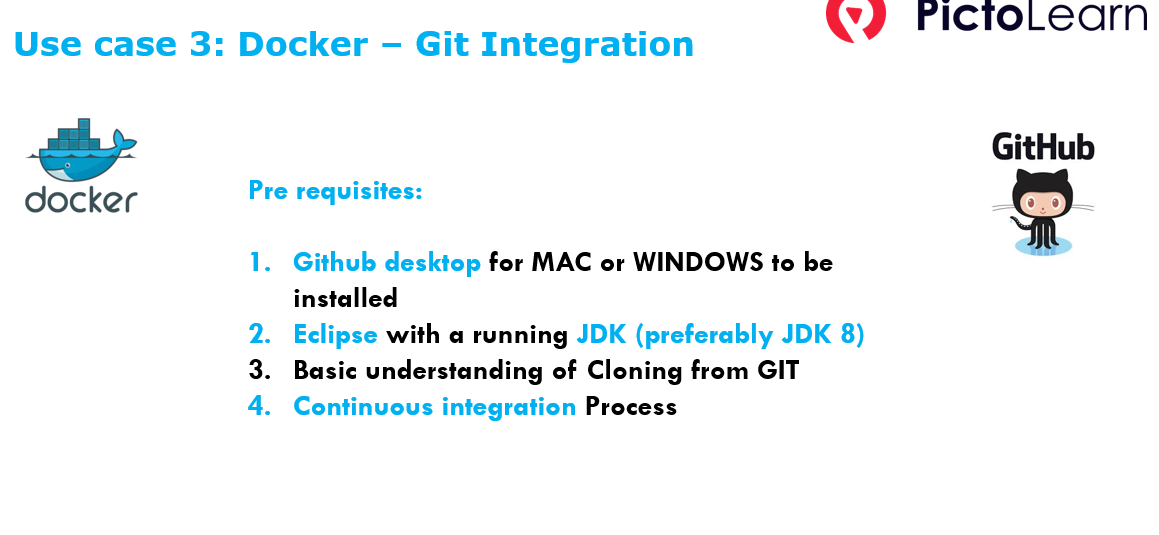 PictoLearn
Use case 3: Docker – Git Integration
docker
GitHub
Pre requisites:
1. Github desktop for MAC or WINDOWS to be
installed
2. Eclipse with a running JDK (preferably JDK 8)
3. Basic understanding of Cloning from GIT
4. Continuous integration Process